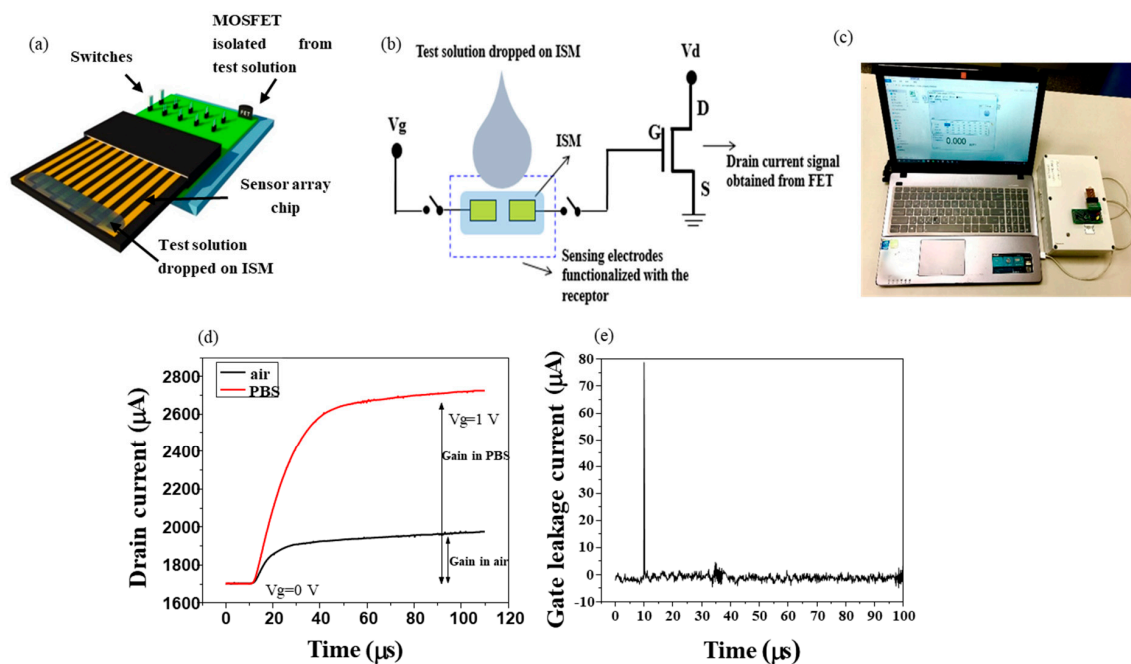 (a)
MOSFET
isolated from
test solution
Switches
Sensor array
chip
Test solution
dropped on ISM
(b)
Test solution dropped on ISM
Vg
ISM
Vd
D
G
S
Drain current signal
obtained from FET
Sensing electrodes
functionalized with the
receptor
(c)
0.000
FET
(d)
Drain current (μA)
2800
2600
2400
2200
2000
1800
1600
air
PBS
Vg=1 V
Gain in PBS
Gain in air
Vg=0 V
0 20 40 60 80 100 120
Time (μs)
(e)
Gate leakage current (μA)
80
70
60
50
40
30
20
10
0
-10
0 10 20 30 40 50 60 70 80 90 100
Time (μs)